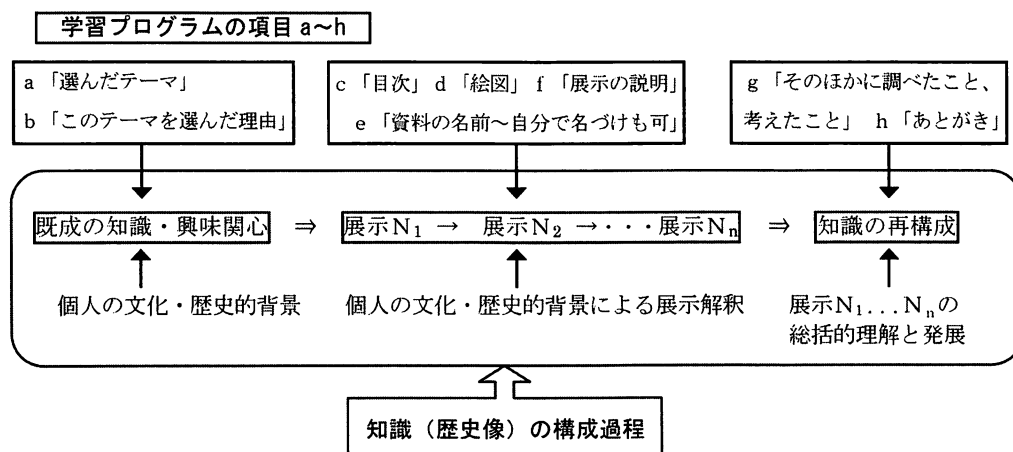 学習プログラムの項目 a~h
a 「選んだテーマ」
b 「このテーマを選んだ理由」
c 「目次」 d 「絵図」 f 「展示の説明」
e 「資料の名前~自分で名づけも可」
g 「そのほかに調べたこと、
考えたこと」 h 「あとがき」
既成の知識・興味関心 ⇒ 展示N₁ → 展示N₂ →・・・展示Nₙ ⇒ 知識の再構成
個人の文化・歴史的背景
個人の文化・歴史的背景による展示解釈
展示N₁...Nₙの
総括的理解と発展
知識（歴史像）の構成過程